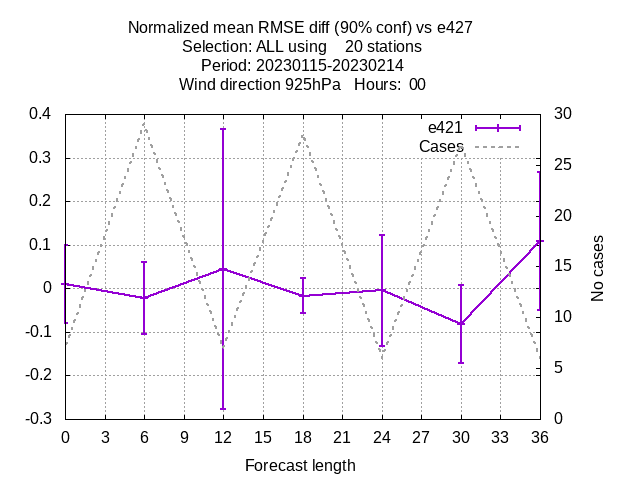 Normalized mean RMSE diff (90% conf) vs e427
Selection: ALL using    20 stations
Period: 20230115-20230214
Wind direction 925hPa   Hours:  00
e421
Cases
0.4
0.3
0.2
0.1
0
-0.1
-0.2
-0.3
30
25
20
15
10
5
0
No cases
0 3 6 9 12 15 18 21 24 27 30 33 36
Forecast length